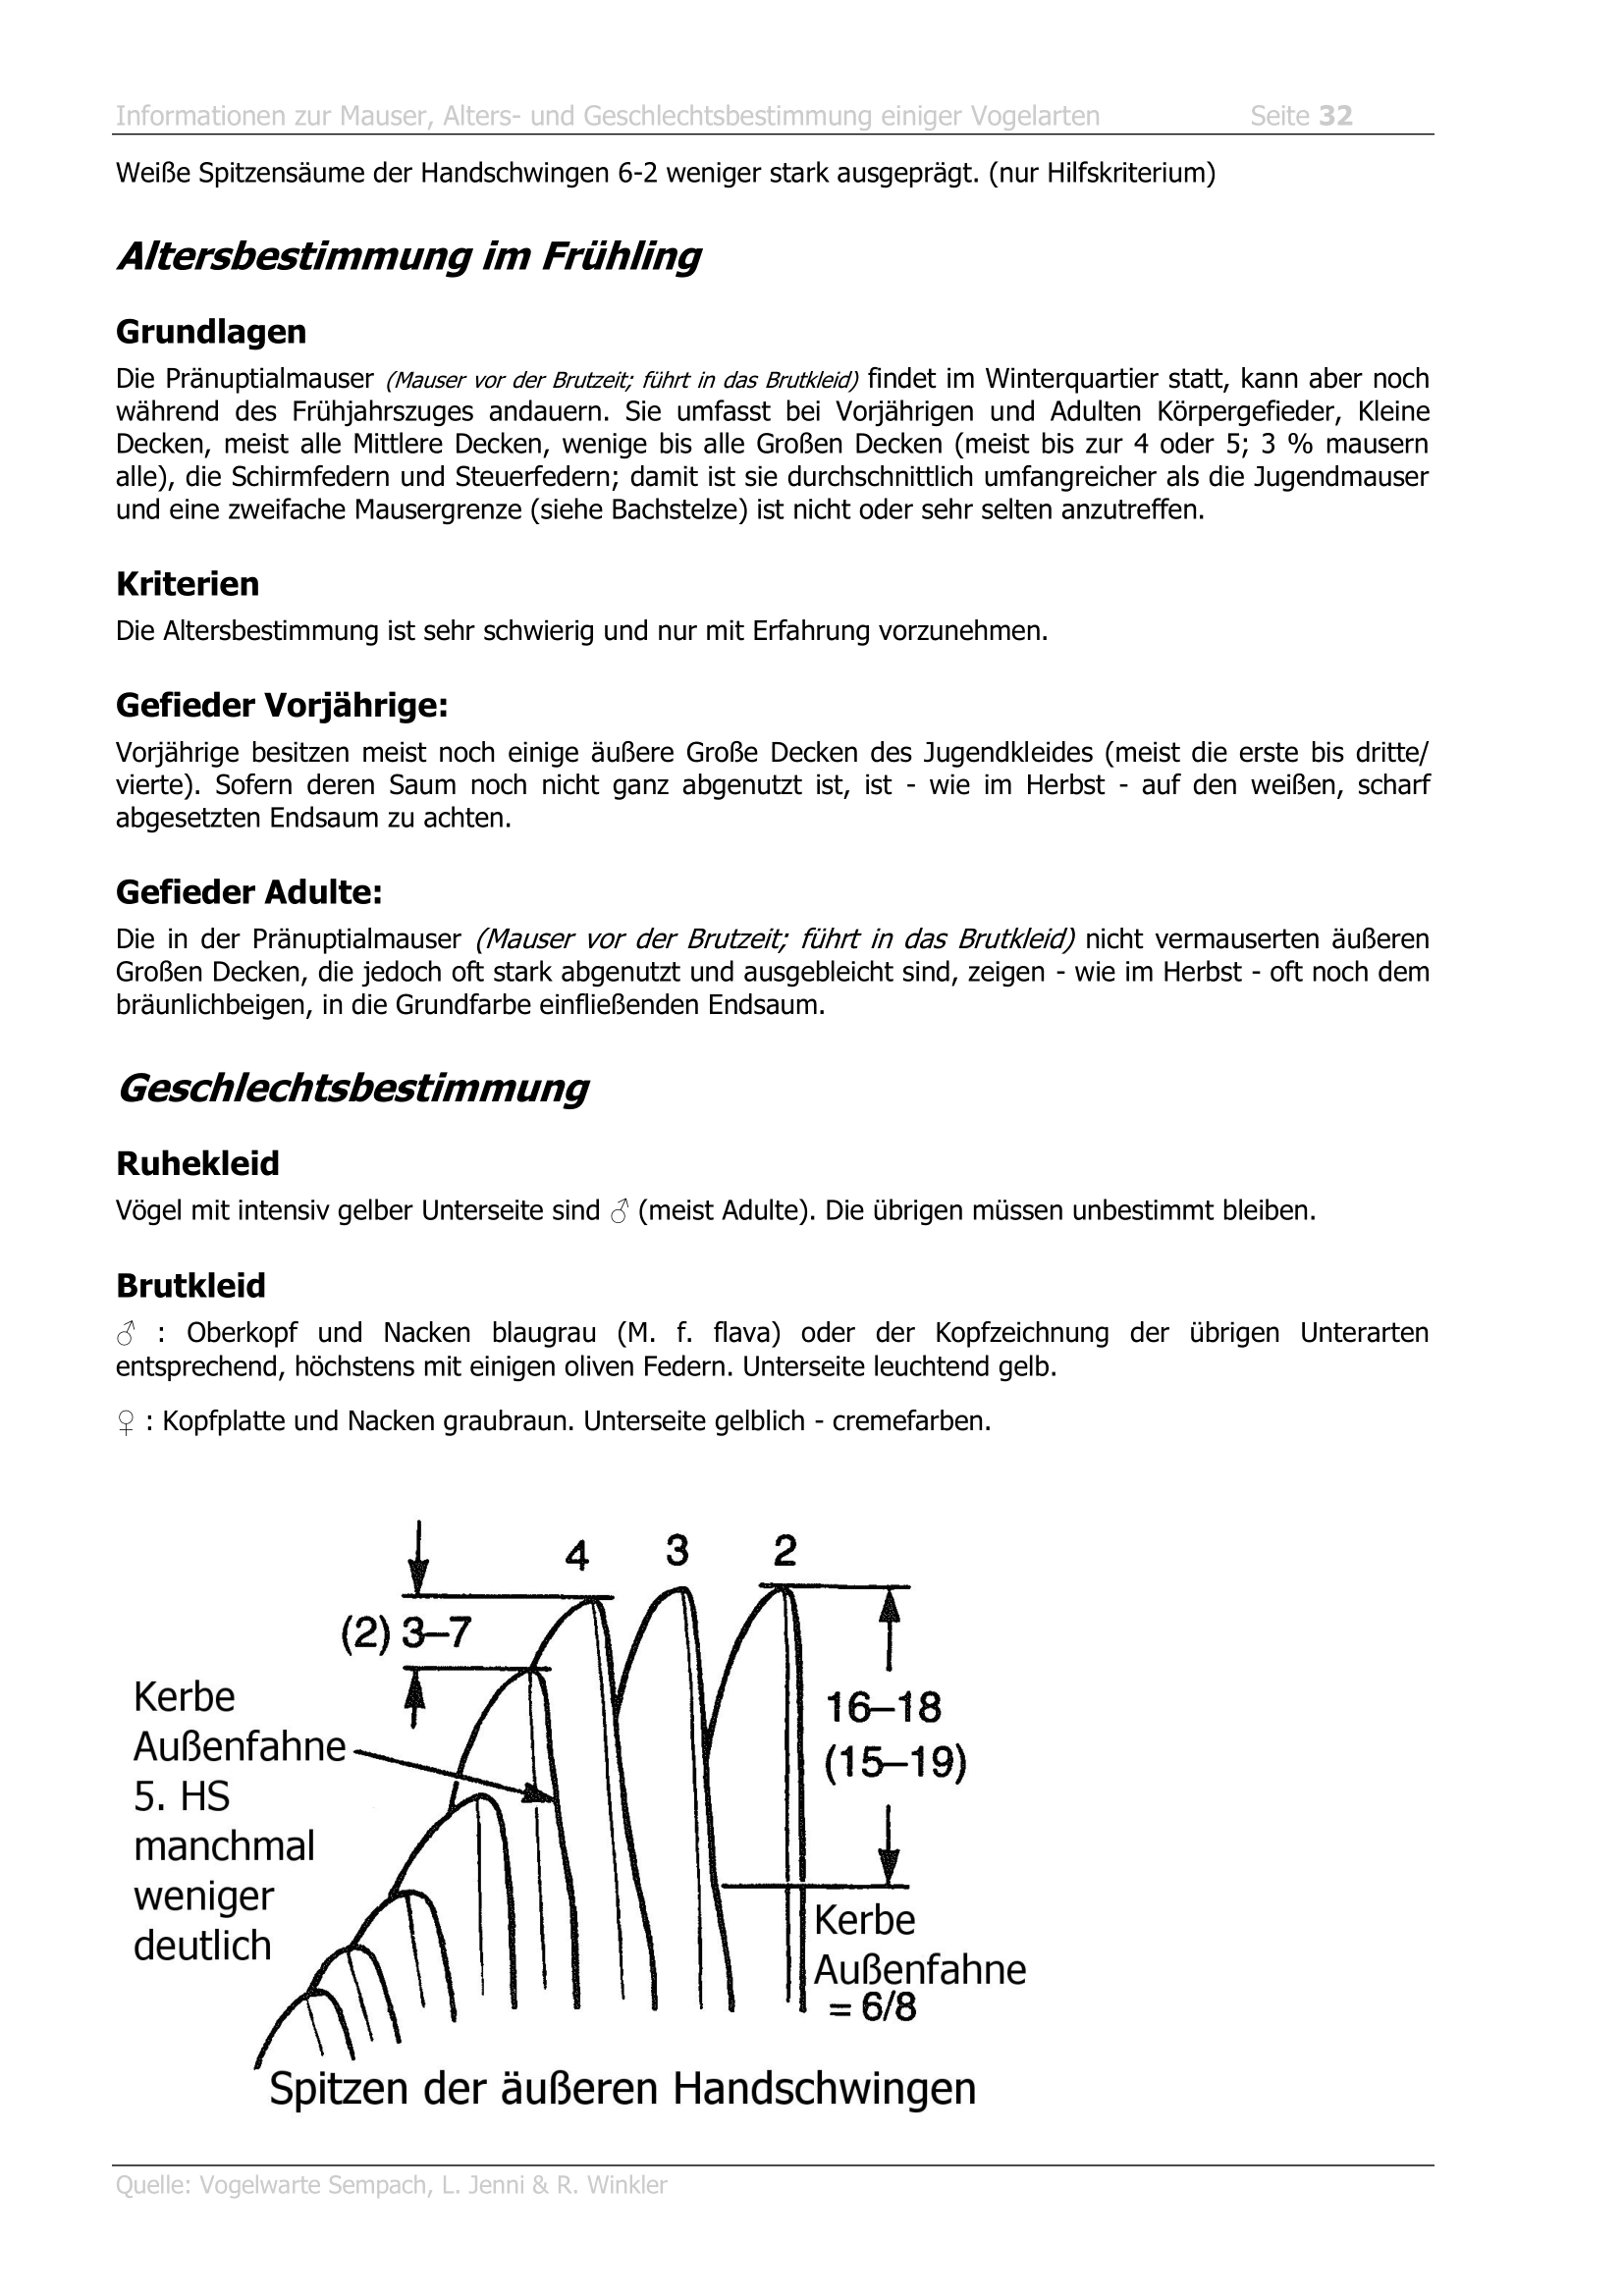 Informationen zur Mauser, Alters- und Geschlechtsbestimmung einiger Vogelarten Seite 32
Weiße Spitzensäume der Handschwingen 6-2 weniger stark ausgeprägt. (nur Hilfskriterium)
Altersbestimmung im Frühling
Grundlagen
Die Pränuptialmauser (Mauser vor der Brutzeit; führt in das Brutkleid) findet im Winterquartier statt, kann aber noch
während des Frühjahrszuges andauern. Sie umfasst bei Vorjährigen und Adulten Körpergefieder, Kleine
Decken, meist alle Mittlere Decken, wenige bis alle Großen Decken (meist bis zur 4 oder 5; 3 % mausern
alle), die Schirmfedern und Steuerfedern; damit ist sie durchschnittlich umfangreicher als die Jugendmauser
und eine zweifache Mausergrenze (siehe Bachstelze) ist nicht oder sehr selten anzutreffen.
Kriterien
Die Altersbestimmung ist sehr schwierig und nur mit Erfahrung vorzunehmen.
Gefieder Vorjährige:
Vorjährige besitzen meist noch einige äußere Große Decken des Jugendkleides (meist die erste bis dritte/
vierte). Sofern deren Saum noch nicht ganz abgenutzt ist, ist - wie im Herbst - auf den weißen, scharf
abgesetzten Endsaum zu achten.
Gefieder Adulte:
Die in der Pränuptialmauser (Mauser vor der Brutzeit; führt in das Brutkleid) nicht vermauserten äußeren
Großen Decken, die jedoch oft stark abgenutzt und ausgebleicht sind, zeigen - wie im Herbst - oft noch dem
bräunlichbeigen, in die Grundfarbe einfließenden Endsaum.
Geschlechtsbestimmung
Ruhekleid
Vögel mit intensiv gelber Unterseite sind ♂ (meist Adulte). Die übrigen müssen unbestimmt bleiben.
Brutkleid
♂ : Oberkopf und Nacken blaugrau (M. f. flava) oder der Kopfzeichnung der übrigen Unterarten
entsprechend, höchstens mit einigen oliven Federn. Unterseite leuchtend gelb.
♀ : Kopfplatte und Nacken graubraun. Unterseite gelblich - cremefarben.
4 3 2
(2) 3–7
Kerbe
Außenfahne
5. HS
manchmal
weniger
deutlich
16–18
(15–19)
Kerbe
Außenfahne
= 6/8
Spitzen der äußeren Handschwingen
Quelle: Vogelwarte Sempach, L. Jenni & R. Winkler